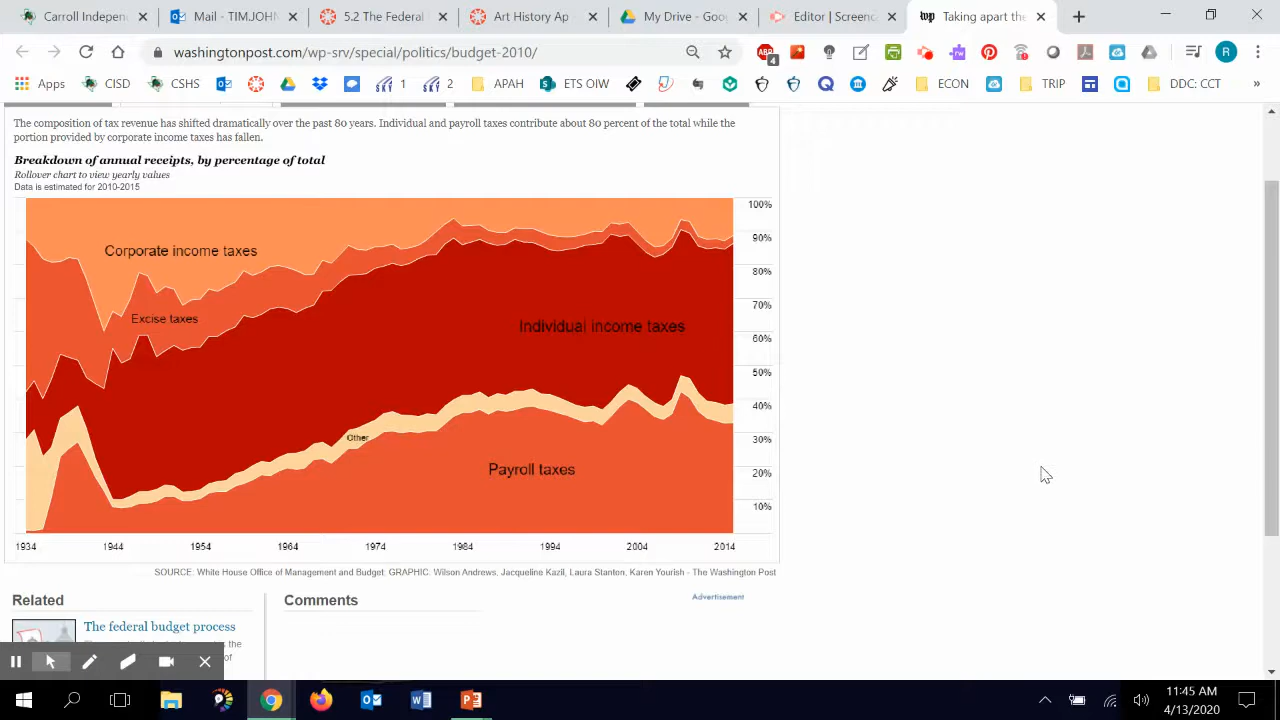 Carroll Independe
Mail - TIMJOHN
5.2 The Federal
Art History Ap
My Drive - Goo
Editor | Screenc
wp
Taking apart the
washingtonpost.com/wp-srv/special/politics/budget-2010/
ABP
4
rw
R
Apps
CISD
CSHS
1
2
APAH
ETS OIW
ECON
TRIP
DDC: CCT
»
The composition of tax revenue has shifted dramatically over the past 80 years. Individual and payroll taxes contribute about 80 percent of the total while the
portion provided by corporate income taxes has fallen.
Breakdown of annual receipts, by percentage of total
Rollover chart to view yearly values
Data is estimated for 2010-2015
100%
90%
80%
70%
60%
50%
40%
30%
20%
10%
Corporate income taxes
Excise taxes
Individual income taxes
Other
Payroll taxes
1934
1944
1954
1964
1974
1984
1994
2004
2014
SOURCE: White House Office of Management and Budget. GRAPHIC: Wilson Andrews, Jacqueline Kazil, Laura Stanton, Karen Yourish - The Washington Post
Related
Comments
Advertisement
The federal budget process
the
of
11:45 AM
4/13/2020